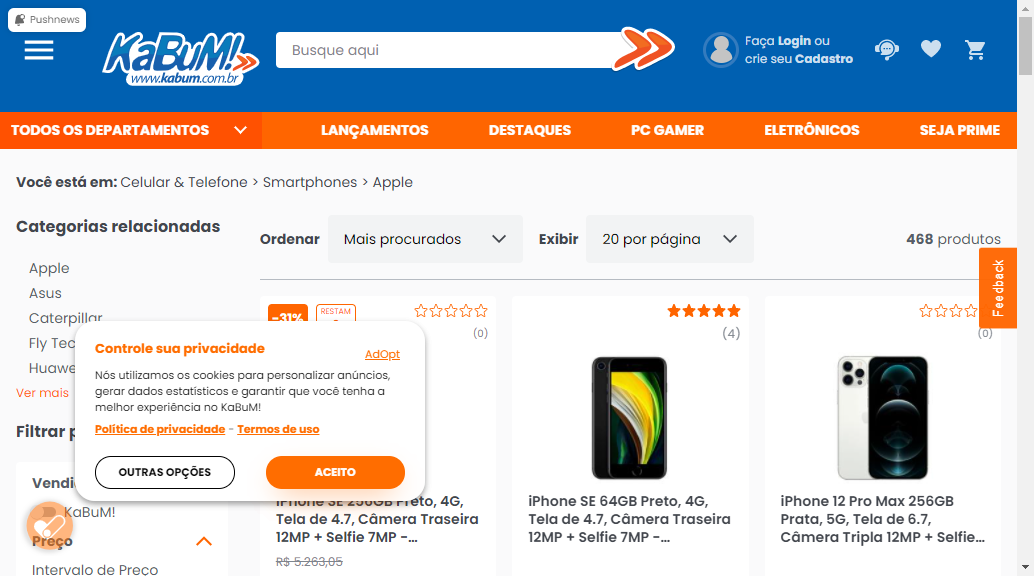 Pushnews
KaBuM!
www.kabum.com.br
Busque aqui
Faça Login ou
crie seu Cadastro
TODOS OS DEPARTAMENTOS
LANÇAMENTOS
DESTAQUES
PC GAMER
ELETRÔNICOS
SEJA PRIME
Você está em: Celular & Telefone > Smartphones > Apple
Categorias relacionadas
Apple
Asus
Caterpillar
Fly Tec
Huawe
Ver mais
Filtrar p
Vendi
KaBuM!
Preço
Intervalo de Preço
Ordenar
Mais procurados
Exibir
20 por página
468 produtos
Feedback
-31%
RESTAM
(0)
iPhone SE 256GB Preto, 4G,
Tela de 4.7, Câmera Traseira
12MP + Selfie 7MP -...
R$ 5.263,05
(4)
iPhone SE 64GB Preto, 4G,
Tela de 4.7, Câmera Traseira
12MP + Selfie 7MP -...
(0)
iPhone 12 Pro Max 256GB
Prata, 5G, Tela de 6.7,
Câmera Tripla 12MP + Selfie...
Controle sua privacidade
AdOpt
Nós utilizamos os cookies para personalizar anúncios,
gerar dados estatísticos e garantir que você tenha a
melhor experiência no KaBuM!
Política de privacidade - Termos de uso
OUTRAS OPÇÕES
ACEITO